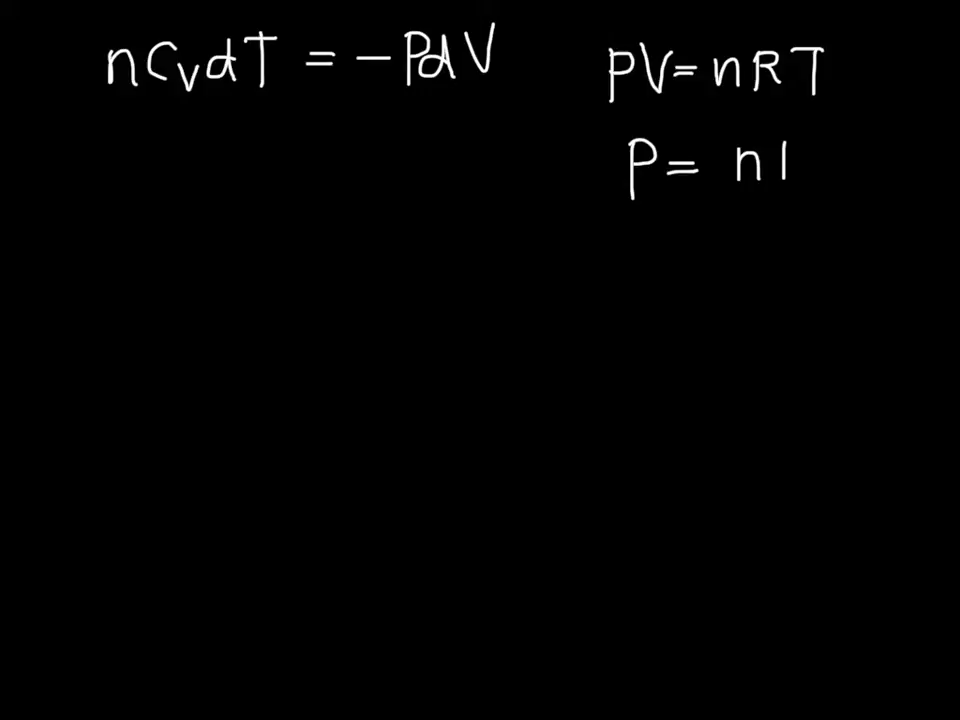 nCvdT = -PdV
PV = nRT
P = n